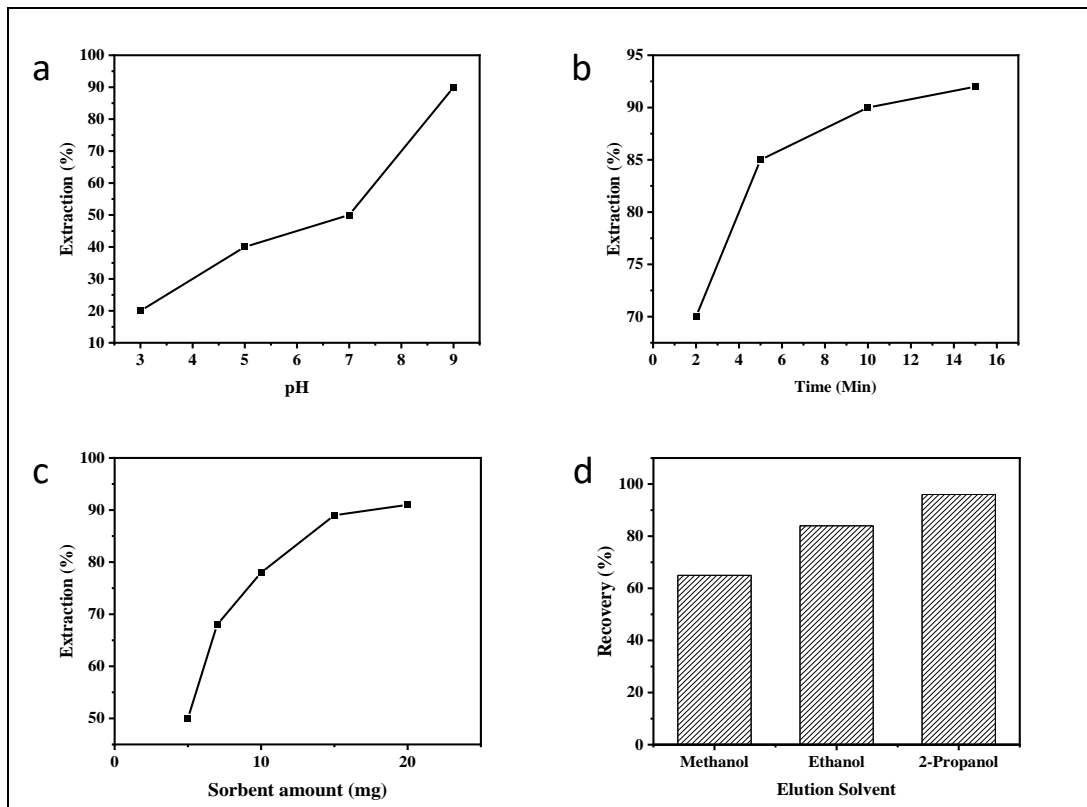 a
Extraction (%)
100
90
80
70
60
50
40
30
20
10
3 4 5 6 7 8 9
pH
b
Extraction (%)
95
90
85
80
75
70
0 2 4 6 8 10 12 14 16
Time (Min)
c
Extraction (%)
100
90
80
70
60
50
0 10 20
Sorbent amount (mg)
d
Recovery (%)
100
80
60
40
20
0
Methanol Ethanol 2-Propanol
Elution Solvent